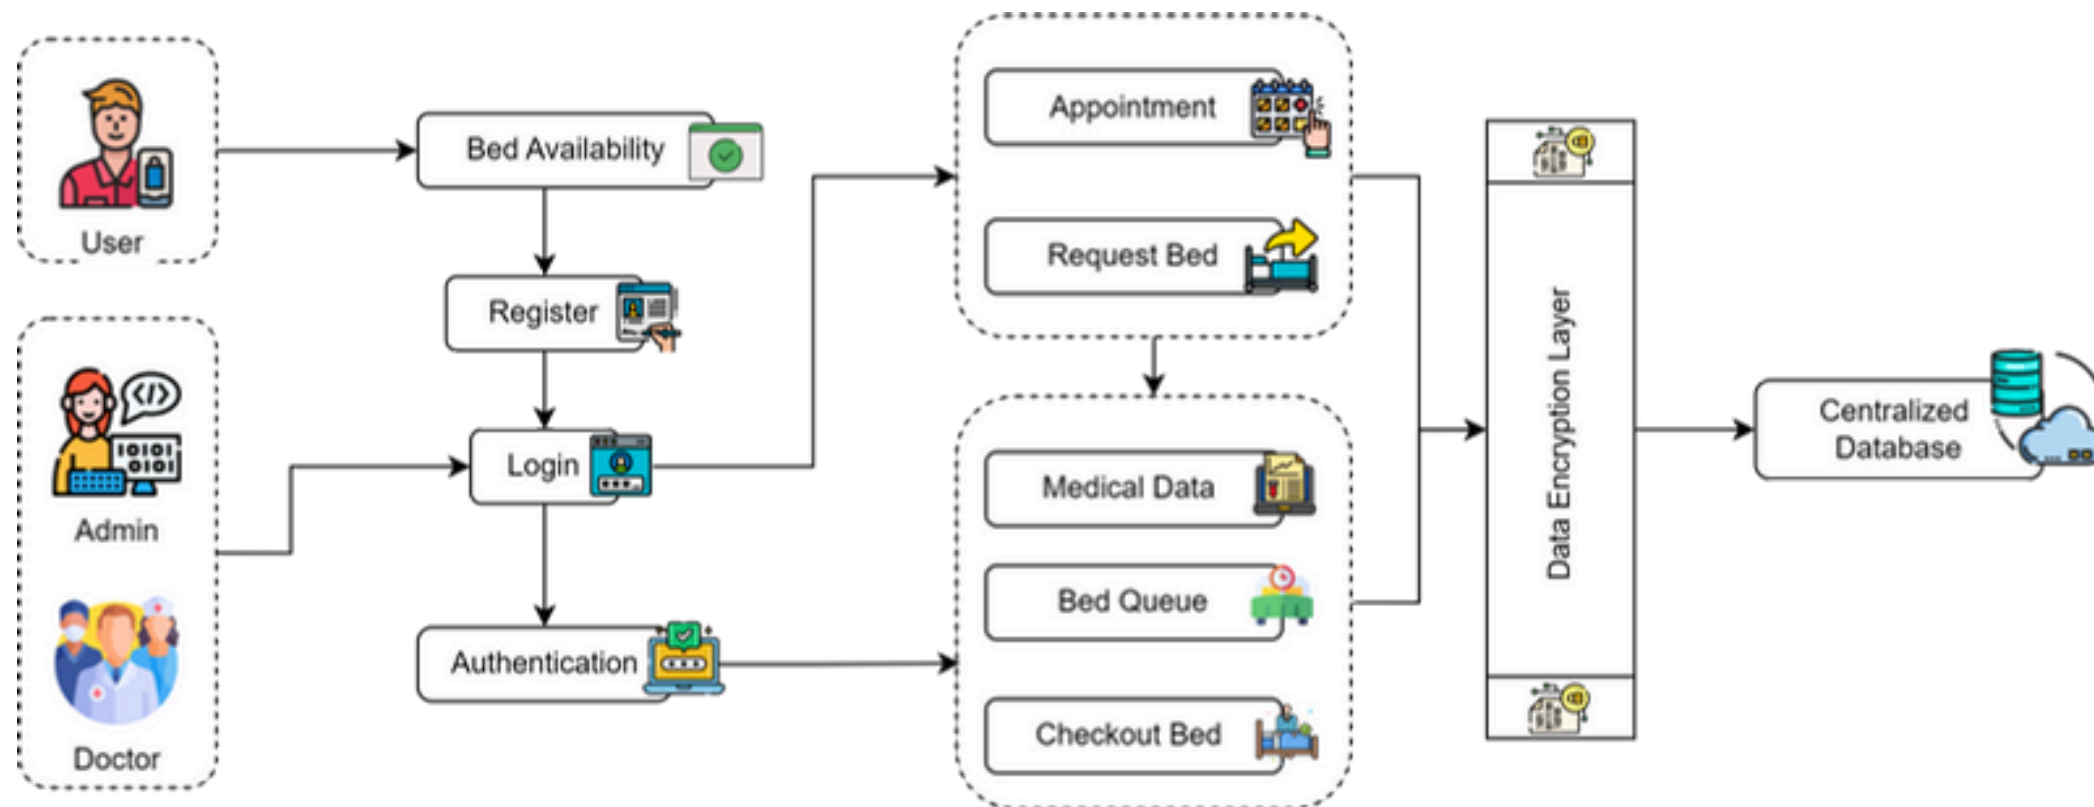 User
Admin
Doctor
Bed Availability
Register
Login
Authentication
Appointment
Request Bed
Medical Data
Bed Queue
Checkout Bed
Data Encryption Layer
Centralized
Database